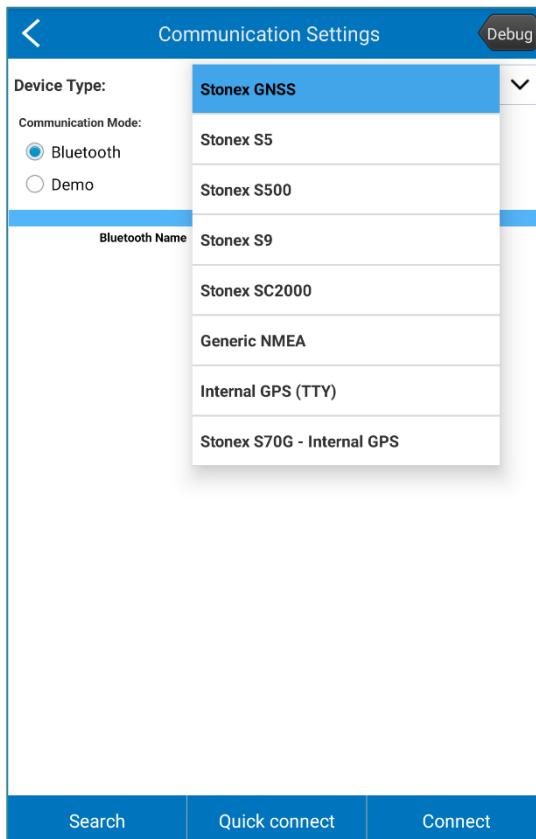 Communication Settings
Debug
Device Type:
Stonex GNSS
Communication Mode:
Bluetooth
Demo
Bluetooth Name
Stonex S5
Stonex S500
Stonex S9
Stonex SC2000
Generic NMEA
Internal GPS (TTY)
Stonex S70G - Internal GPS
Search
Quick connect
Connect